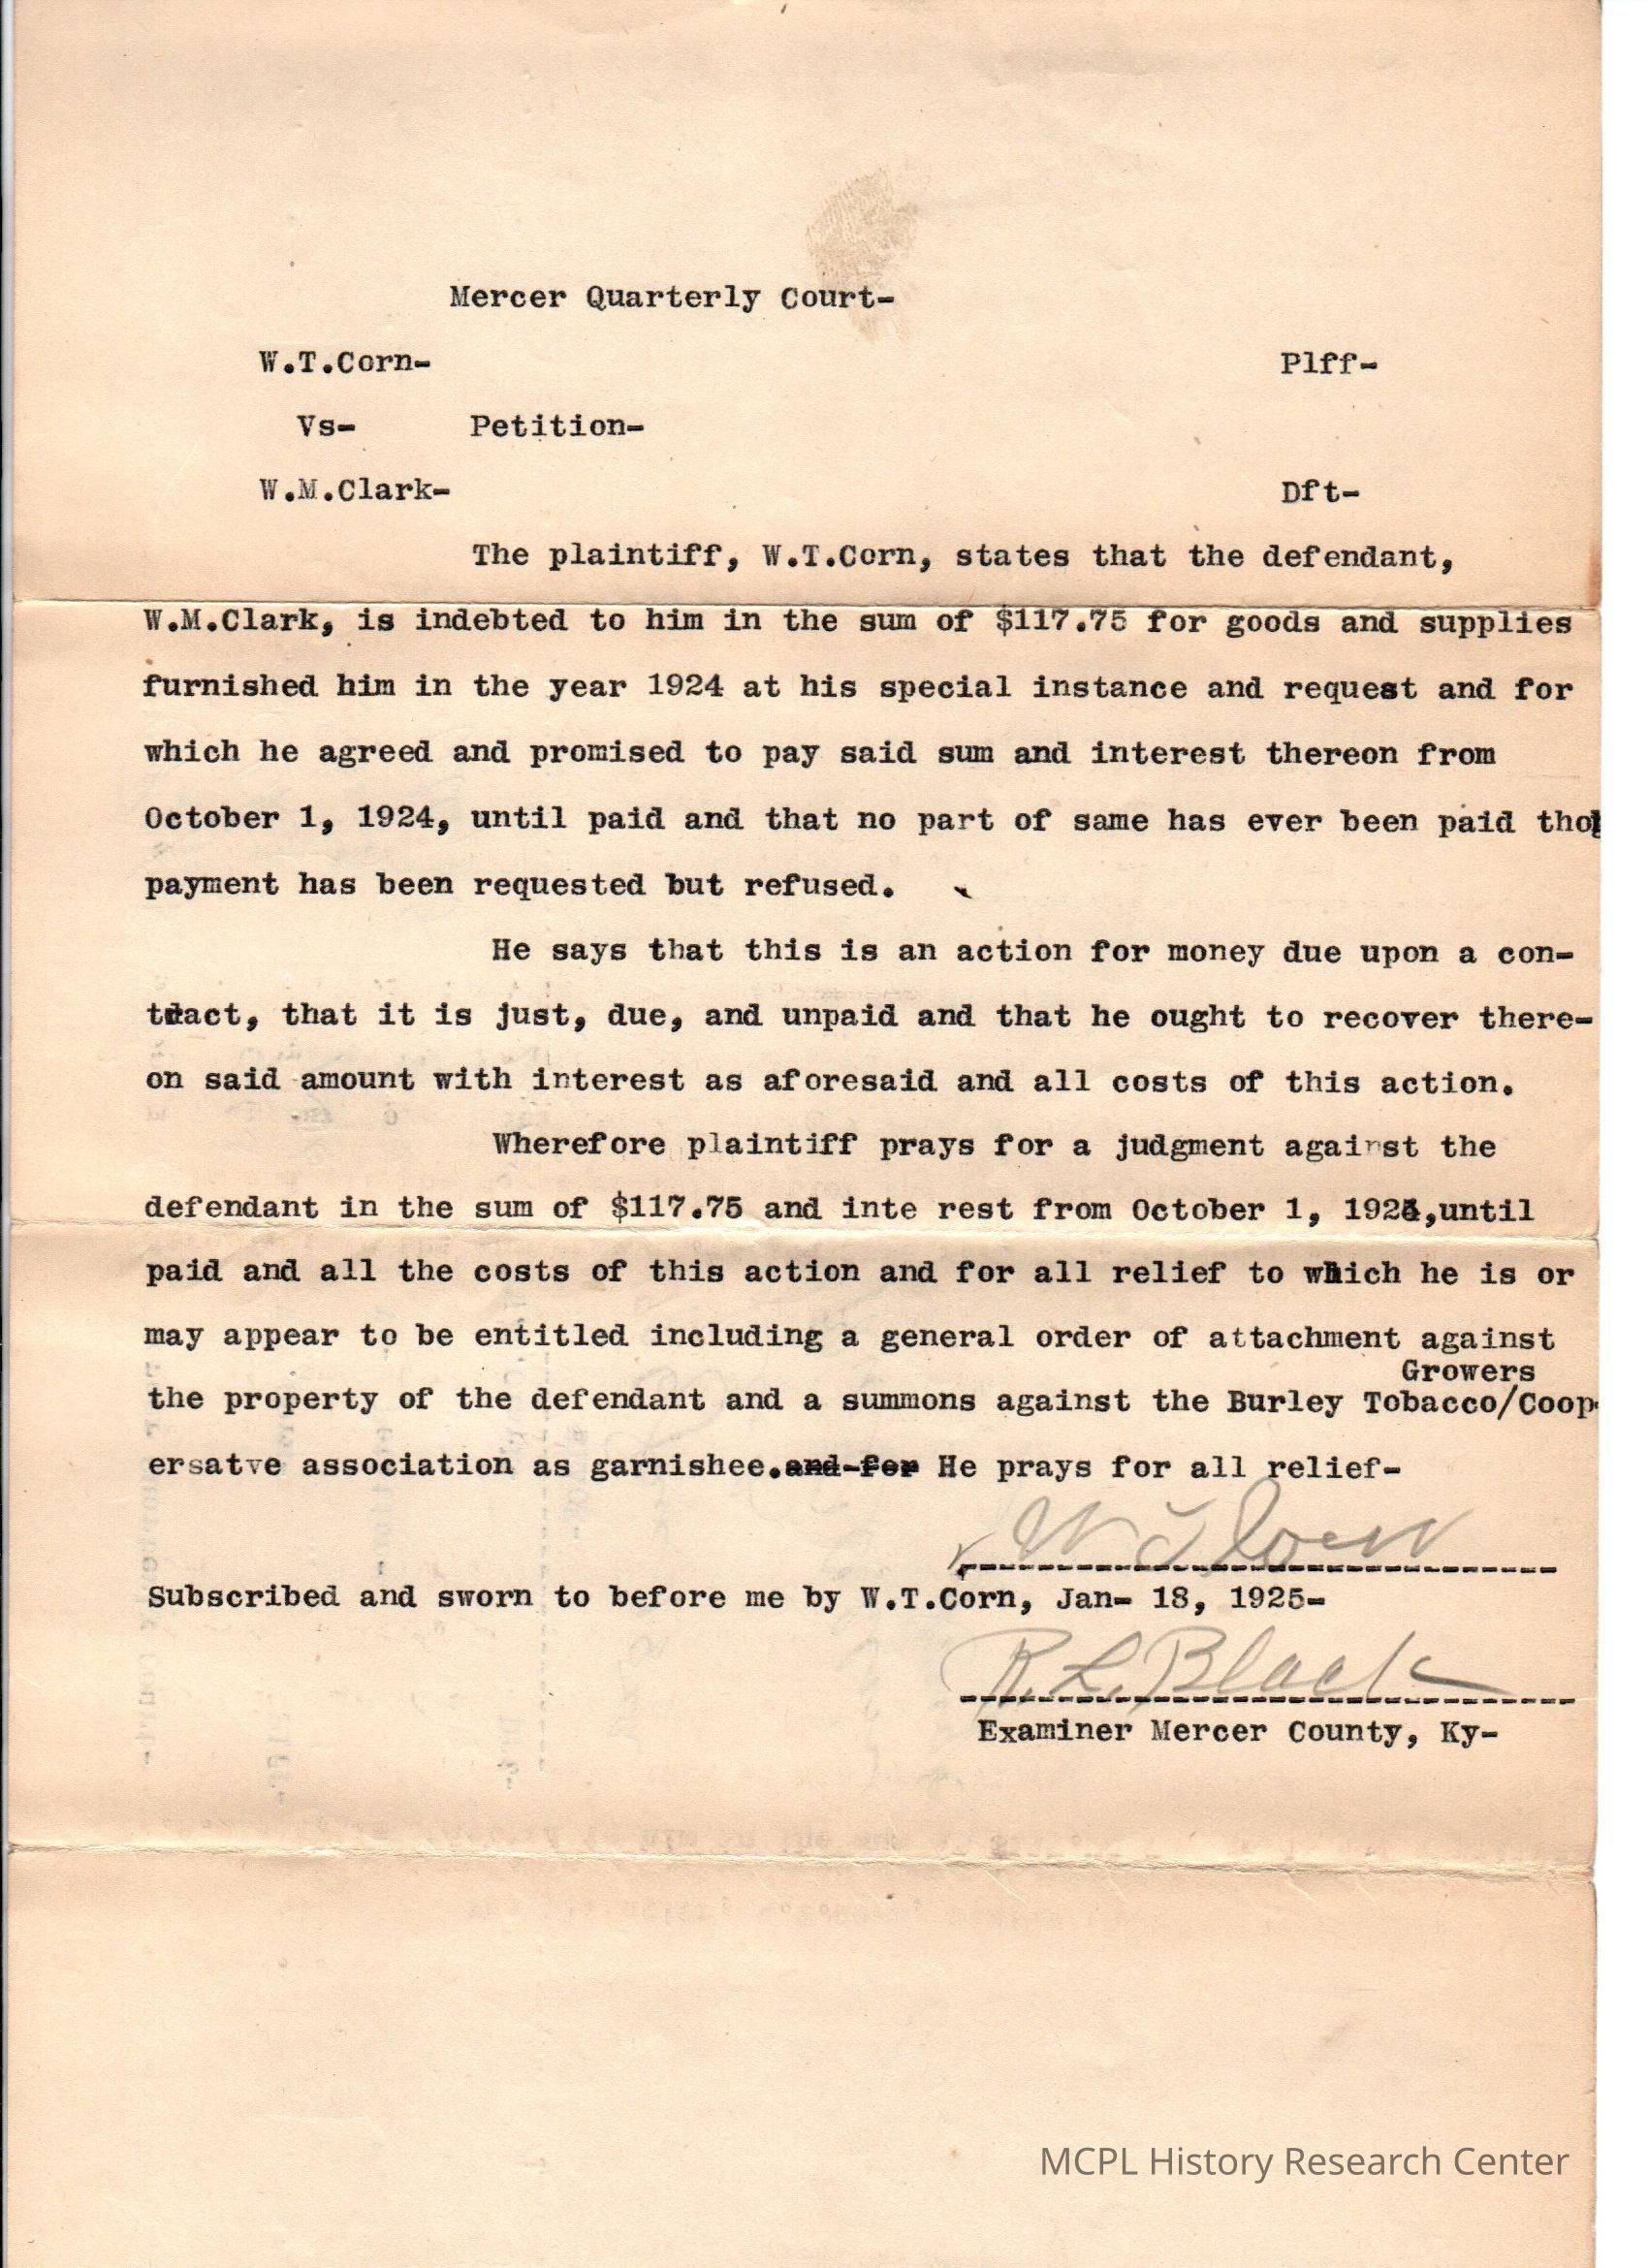 Mercer Quarterly Court-
W.T.Corn- Plff-
Vs- Petition-
W.M.Clark- Dft-
The plaintiff, W.T.Corn, states that the defendant,
W.M.Clark, is indebted to him in the sum of $117.75 for goods and supplies
furnished him in the year 1924 at his special instance and request and for
which he agreed and promised to pay said sum and interest thereon from
October 1, 1924, until paid and that no part of same has ever been paid tho
payment has been requested but refused.
He says that this is an action for money due upon a con-
tract, that it is just, due, and unpaid and that he ought to recover there-
on said amount with interest as aforesaid and all costs of this action.
Wherefore plaintiff prays for a judgment against the
defendant in the sum of $117.75 and inte rest from October 1, 1924,until
paid and all the costs of this action and for all relief to which he is or
may appear to be entitled including a general order of attachment against
Growers
the property of the defendant and a summons against the Burley Tobacco/Coop-
ersatve association as garnishee.and-for He prays for all relief-
W T Corn
Subscribed and sworn to before me by W.T.Corn, Jan- 18, 1925-
R.L.Black
Examiner Mercer County, Ky-
MCPL History Research Center